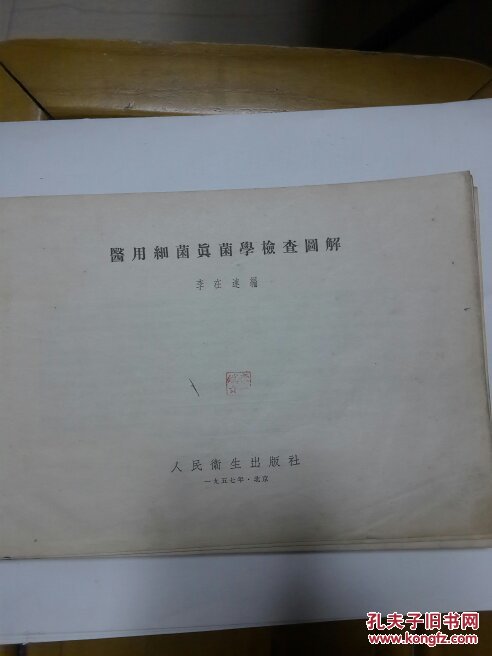 醫用細菌眞菌學檢查圖解
李在連編
人民衛生出版社
一九五七年·北京
孔夫子旧书网
www.kongfz.com